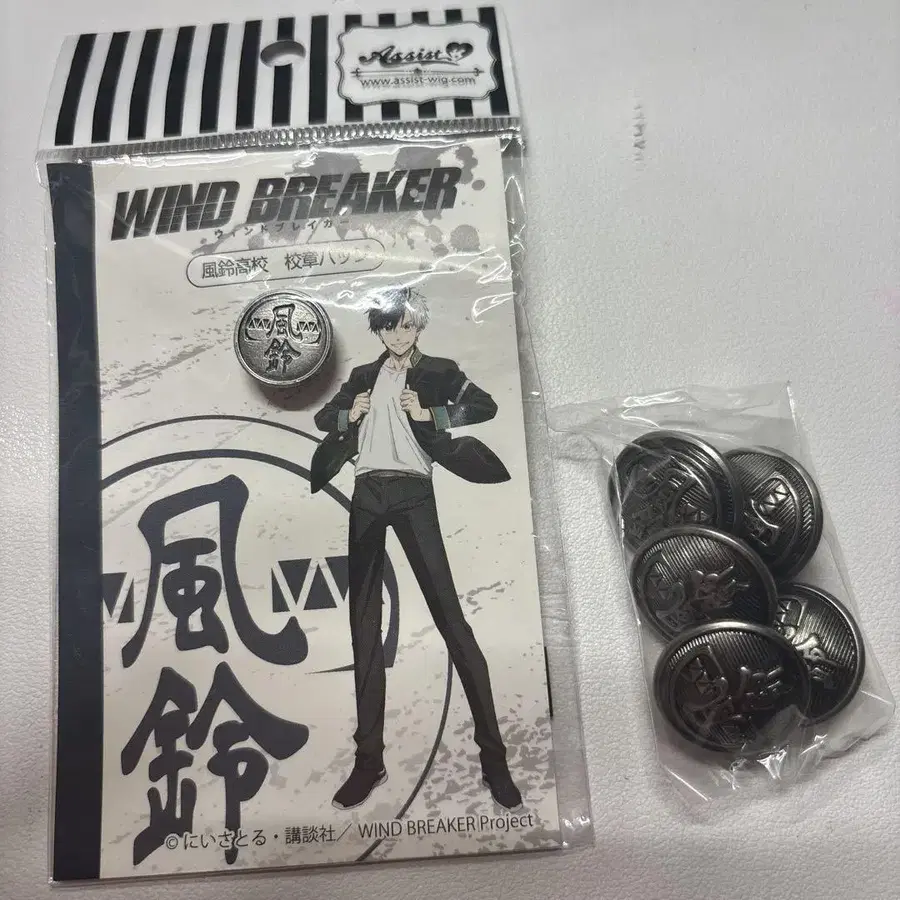 Assist
www.assist-wig.com
WIND BREAKER
ウィンドブレイカー
風鈴高校 校章バッジ
風鈴
風
鈴
©にいさとる・講談社/ WIND BREAKER Project